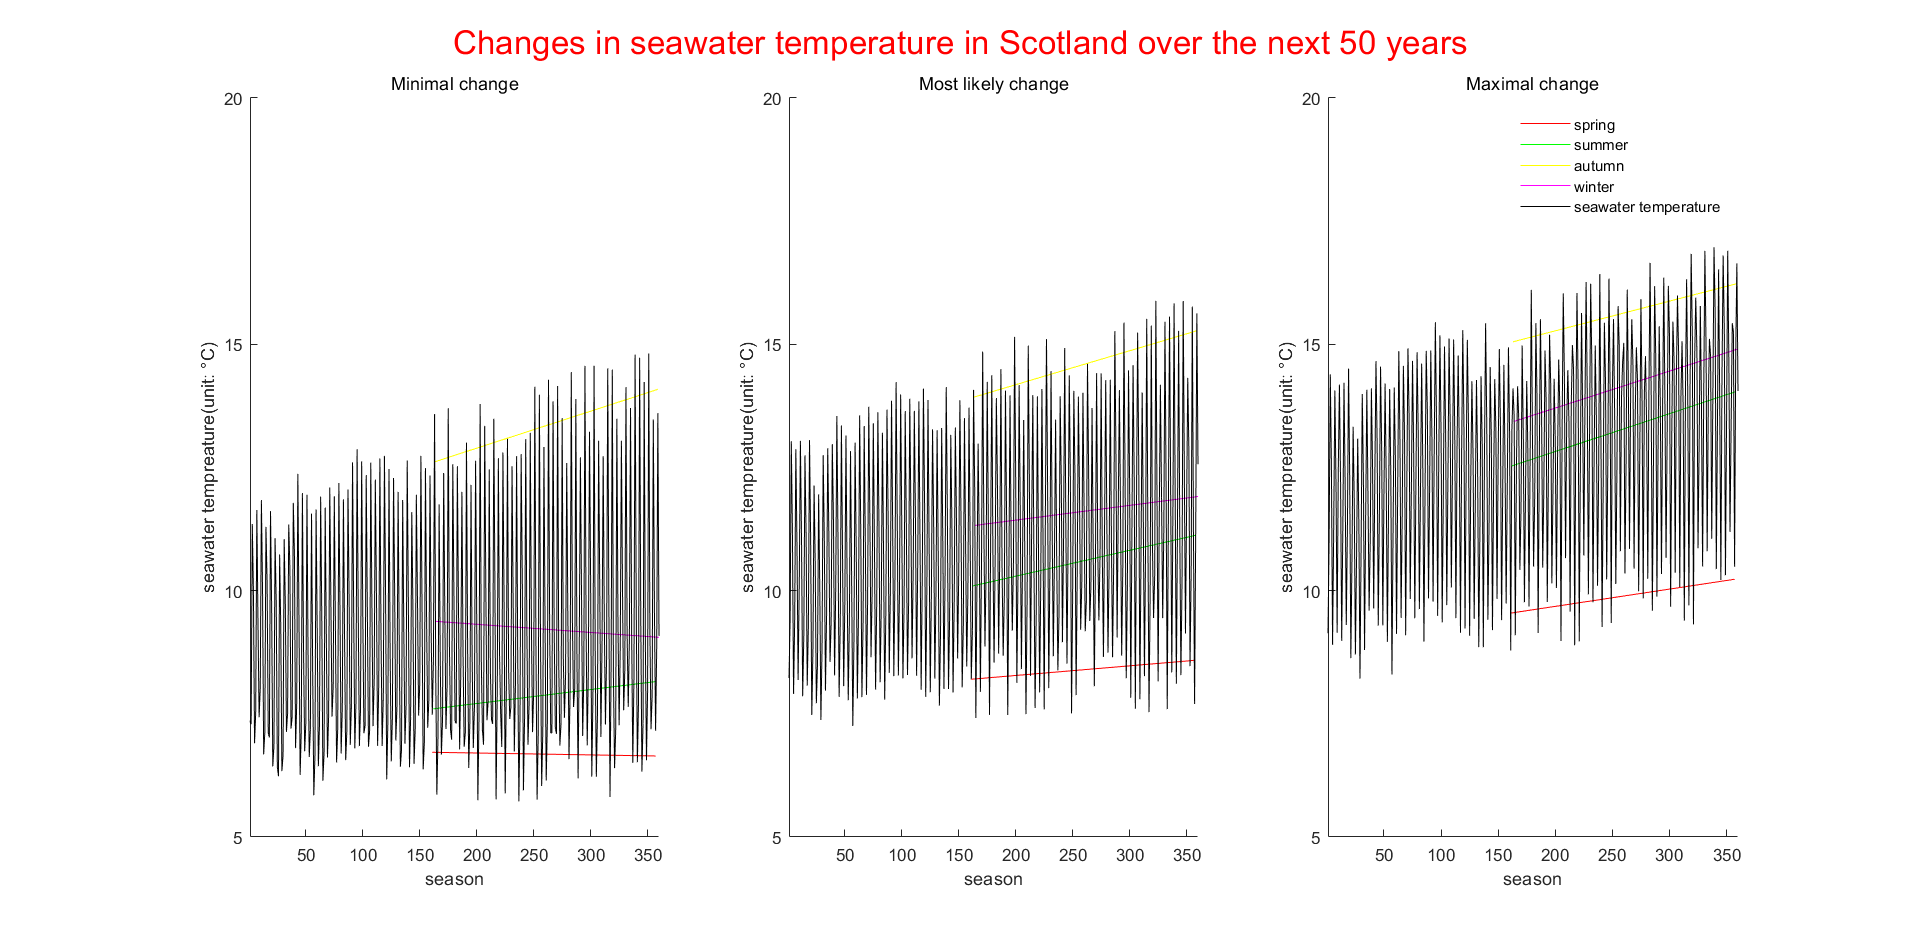 Changes in seawater temperature in Scotland over the next 50 years
Minimal change
20
15
10
5
50 100 150 200 250 300 350
season
seawater tempreature(unit: °C)
Most likely change
20
15
10
5
50 100 150 200 250 300 350
season
seawater tempreature(unit: °C)
Maximal change
20
15
10
5
50 100 150 200 250 300 350
season
seawater tempreature(unit: °C)
spring
summer
autumn
winter
seawater temperature